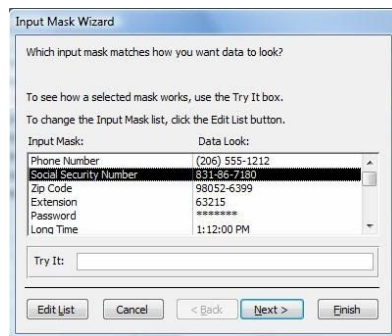 Input Mask Wizard
Which input mask matches how you want data to look?
To see how a selected mask works, use the Try It box.
To change the Input Mask list, click the Edit List button.
Input Mask: Data Look:
Phone Number (206) 555-1212
Social Security Number 831-86-7180
Zip Code 98052-6399
Extension 63215
Password *******
Long Time 1:12:00 PM
Try It:
Edit List Cancel < Back Next > Finish